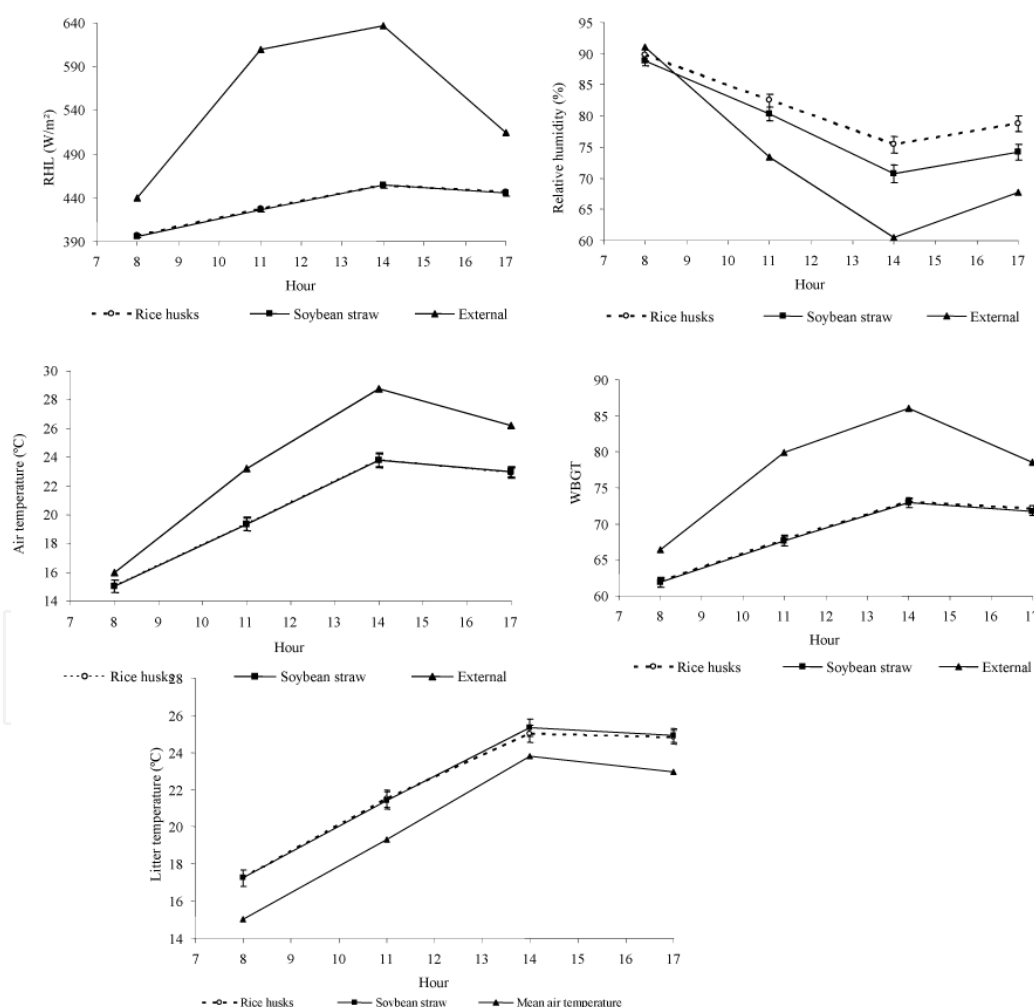 RHL (W/m²)
640
590
540
490
440
390
7 8 9 10 11 12 13 14 15 16 17
Hour
Rice husks Soybean straw External
Relative humidity (%)
95
90
85
80
75
70
65
60
7 8 9 10 11 12 13 14 15 16 17
Hour
Rice husks Soybean straw External
Air temperature (ºC)
30
28
26
24
22
20
18
16
14
7 8 9 10 11 12 13 14 15 16 17
Hour
Rice husks Soybean straw External
WBGT
90
85
80
75
70
65
60
7 8 9 10 11 12 13 14 15 16 17
Hour
Rice husks Soybean straw External
Litter temperature (ºC)
28
26
24
22
20
18
16
14
7 8 9 10 11 12 13 14 15 16 17
Hour
Rice husks Soybean straw Mean air temperature